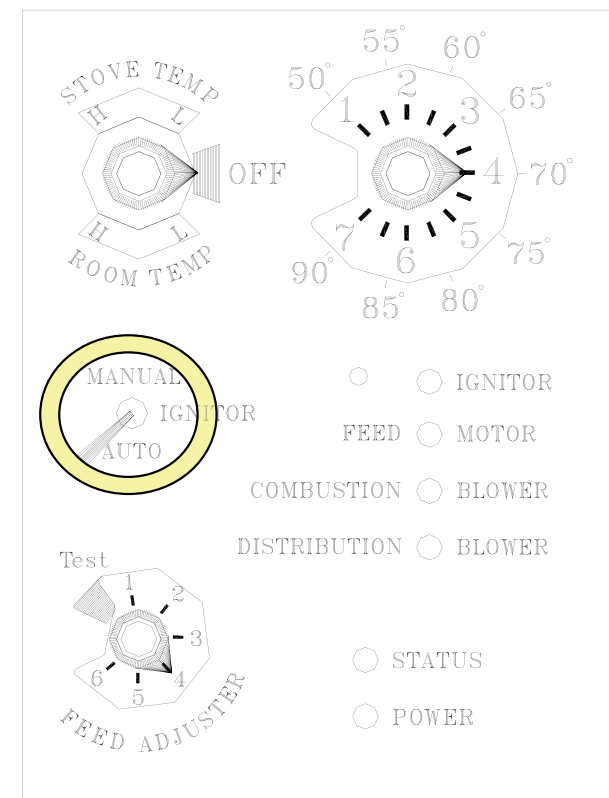 STOVE TEMP
H L
OFF
H L
ROOM TEMP
50° 55° 60° 65° 70° 75° 80° 85° 90°
1 2 3 4 5 6 7
MANUAL
IGNITOR
AUTO
IGNITOR
FEED MOTOR
COMBUSTION BLOWER
DISTRIBUTION BLOWER
Test
1 2 3 4 5 6
FEED ADJUSTER
STATUS
POWER